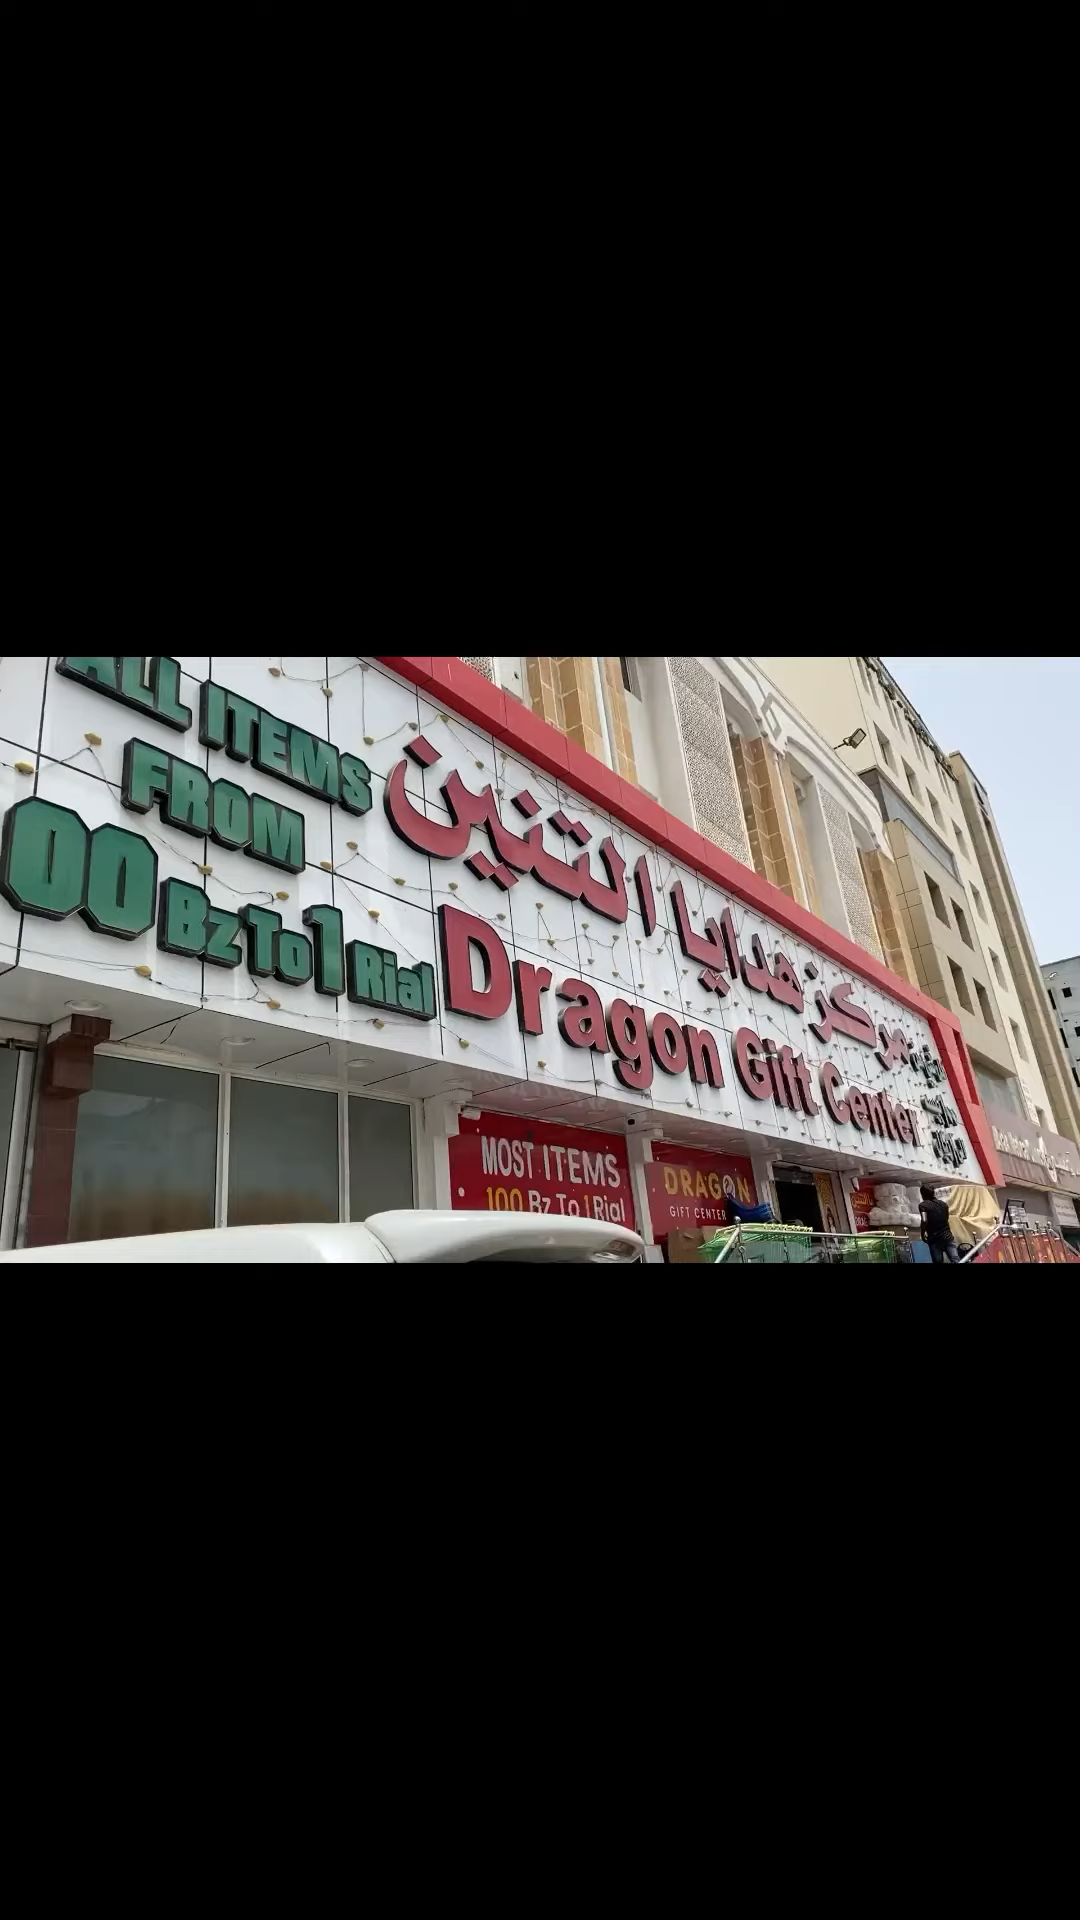 ALL ITEMS
FROM
00 Bz To 1 Rial
مركز هدايا التنين
Dragon Gift Center
MOST ITEMS
100 Bz To 1 Rial
DRAGON
GIFT CENTER